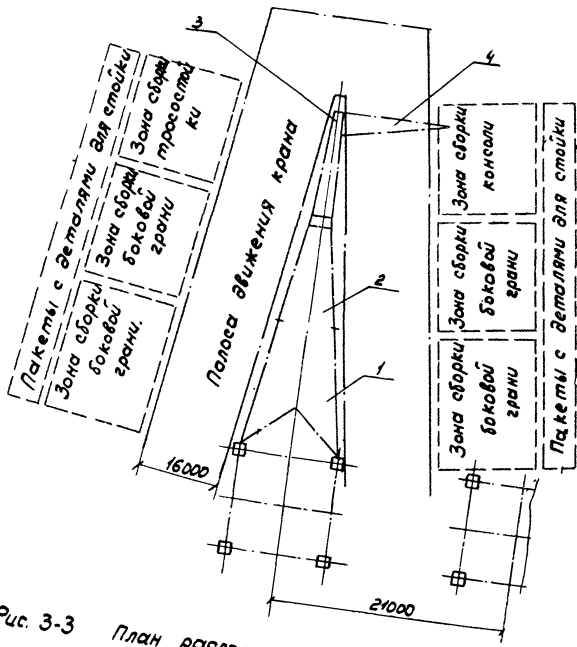 3
4
Пакеты с деталями для стойки
Зона сборки
тросостой
ки
Зона сборки
боковой
грани
Зона сборки
боковой
грани.
Полоса движения крана
Зона сборки
консоли
Зона сборки
боковой
грани
Зона сборки
боковой
грани
Пакеты с деталями для стойки
2
1
16000
21000
Рис. 3-3 План